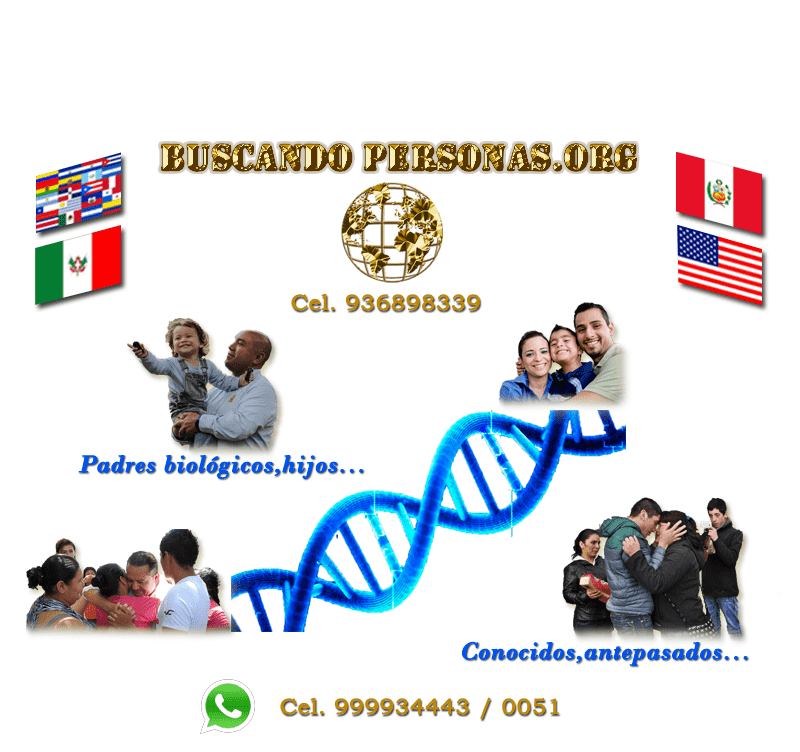 BUSCANDO PERSONAS.ORG
Cel. 936898339
Padres biológicos,hijos...
Conocidos,antepasados...
Cel. 999934443 / 0051